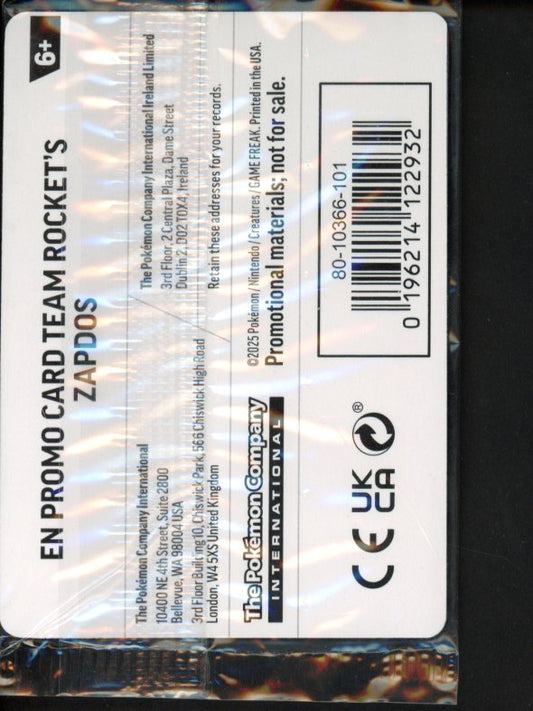 EN PROMO CARD TEAM ROCKET'S
ZAPDOS
6+
The Pokémon Company International
10400 NE 4th Street, Suite 2800
Bellevue, WA 98004 USA
3rd Floor Building 10, Chiswick Park, 566 Chiswick High Road
London, W4 5XS United Kingdom
The Pokémon Company International Ireland Limited
3rd Floor, 2 Central Plaza, Dame Street
Dublin 2, D02 T0X4, Ireland
Retain these addresses for your records.
The Pokémon Company
INTERNATIONAL
©2025 Pokémon / Nintendo / Creatures / GAME FREAK. Printed in the USA.
Promotional materials; not for sale.
CE
UK
CA
®
80-10366-101
0 196214 122932